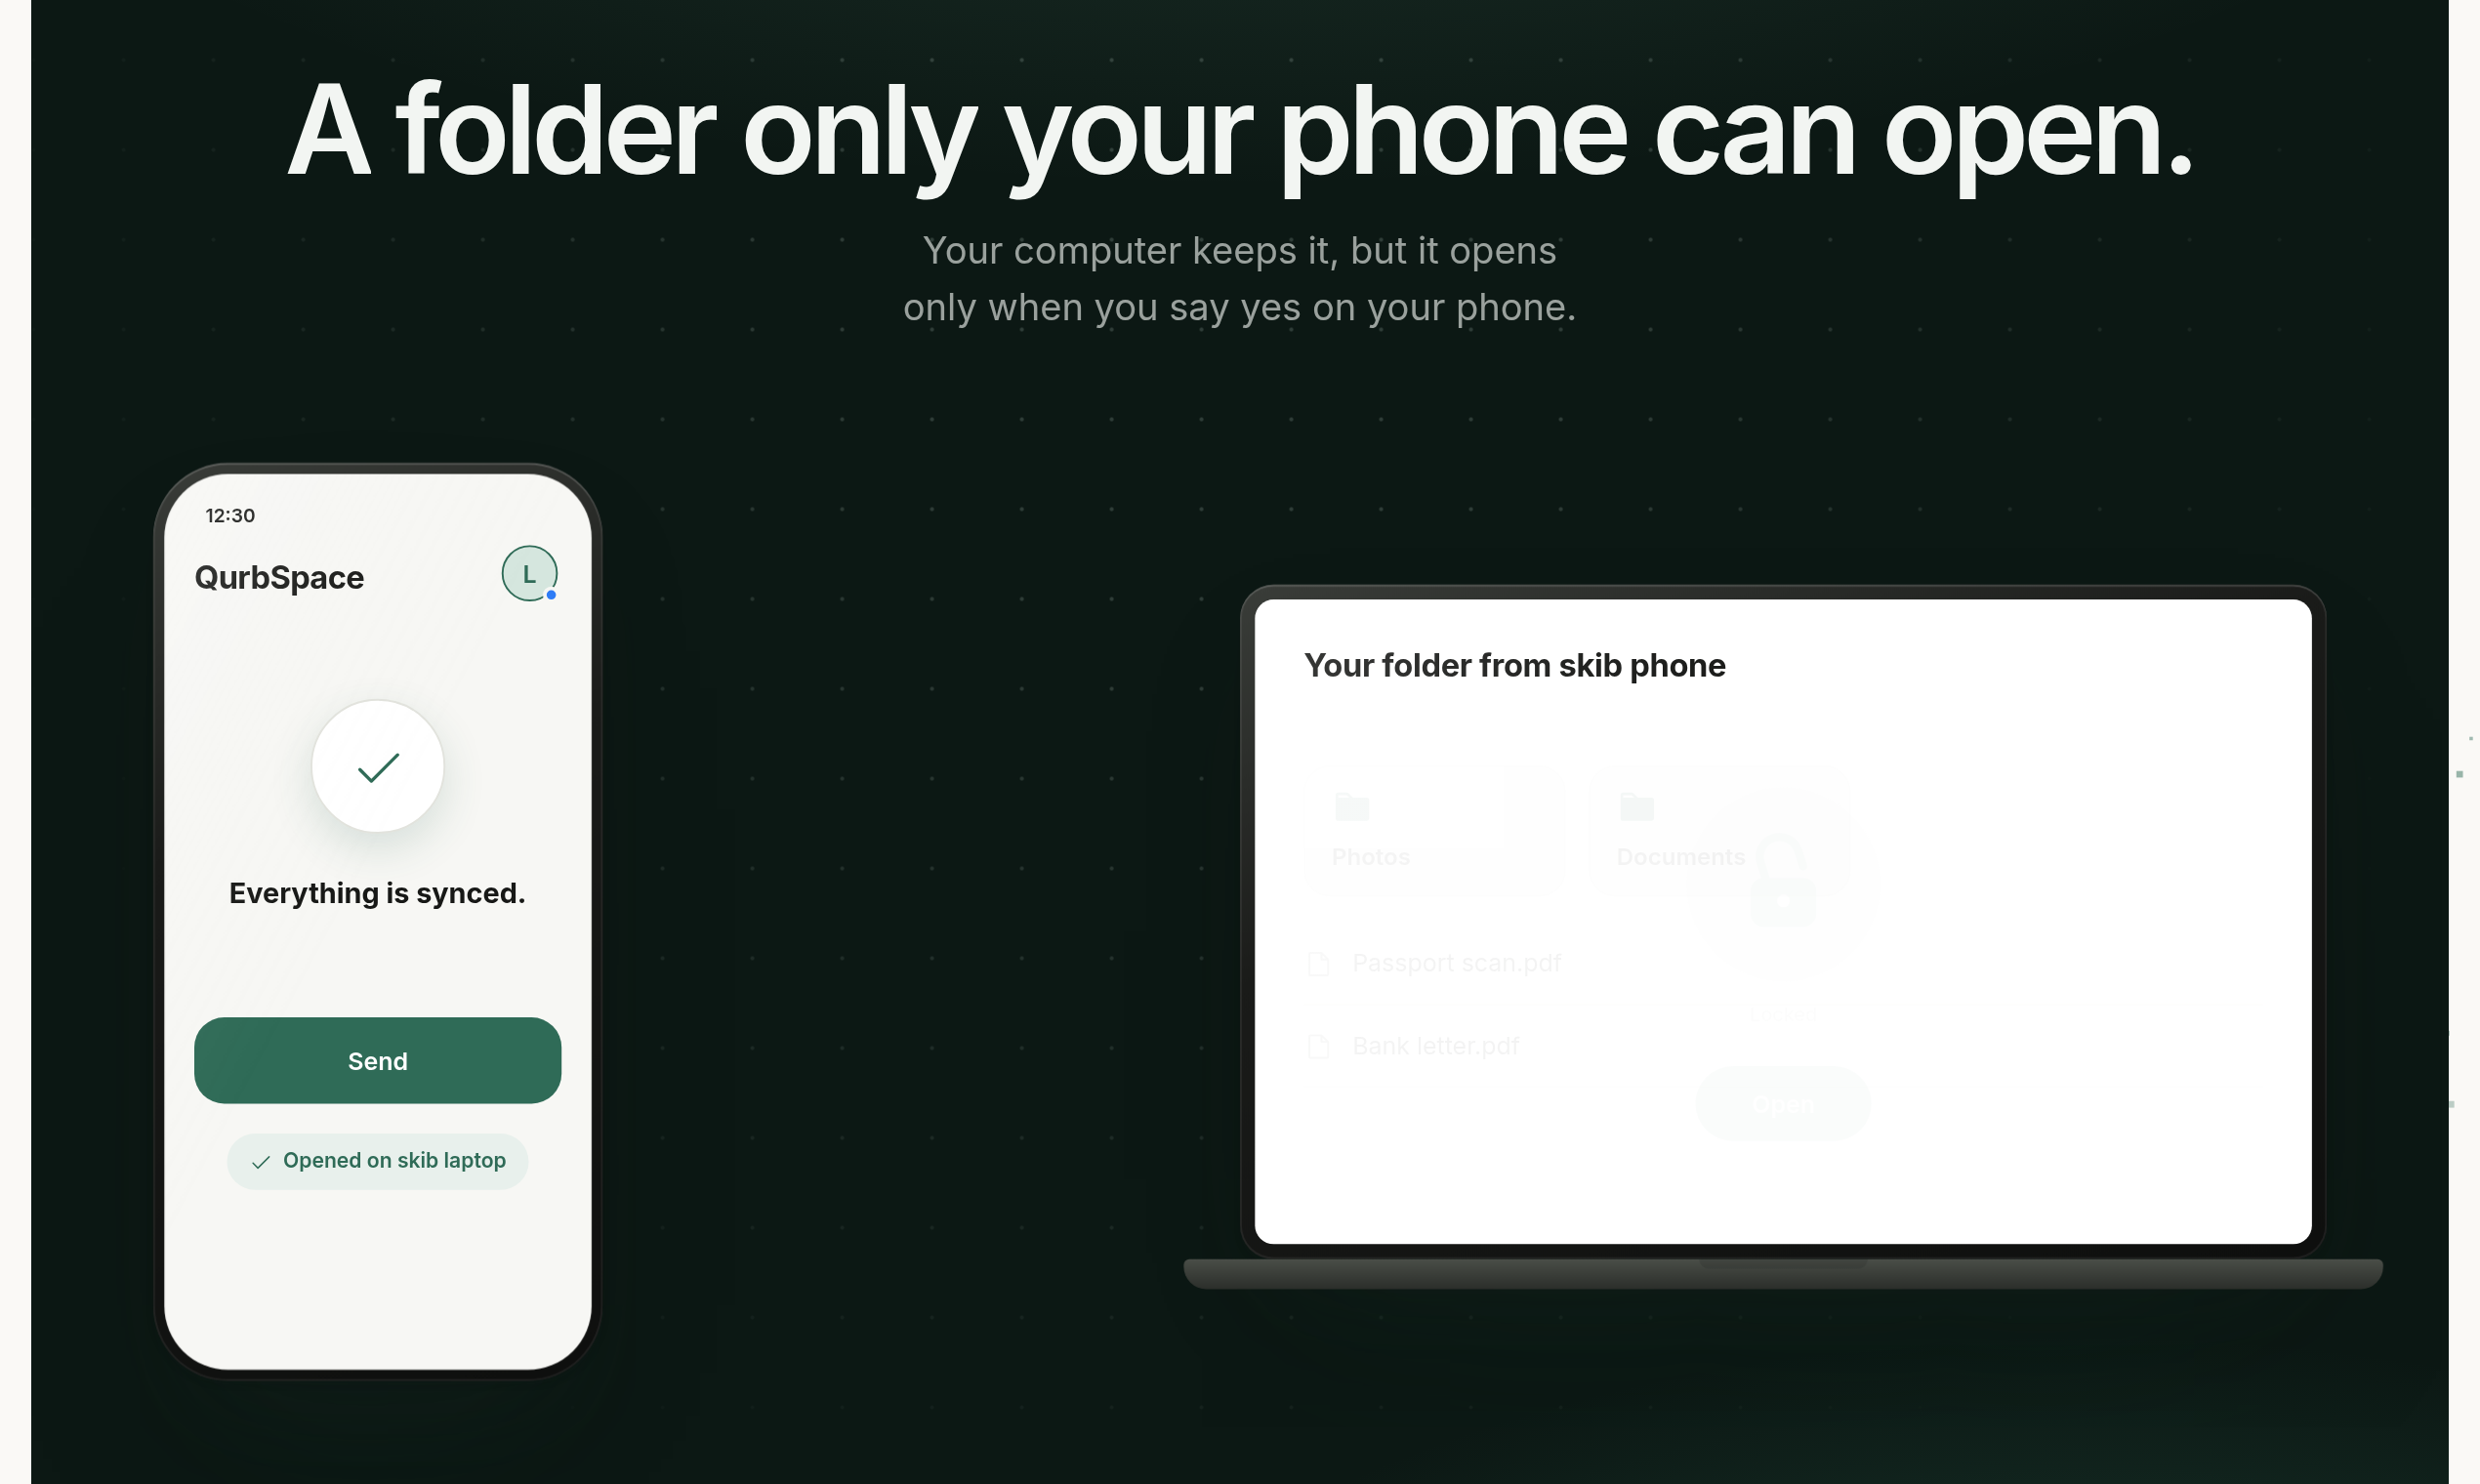 A folder only your phone can open.
Your computer keeps it, but it opens
only when you say yes on your phone.
12:30
QurbSpace
L
Everything is synced.
Send
Opened on skib laptop
Your folder from skib phone
Photos
Documents
Passport scan.pdf
Bank letter.pdf
Open